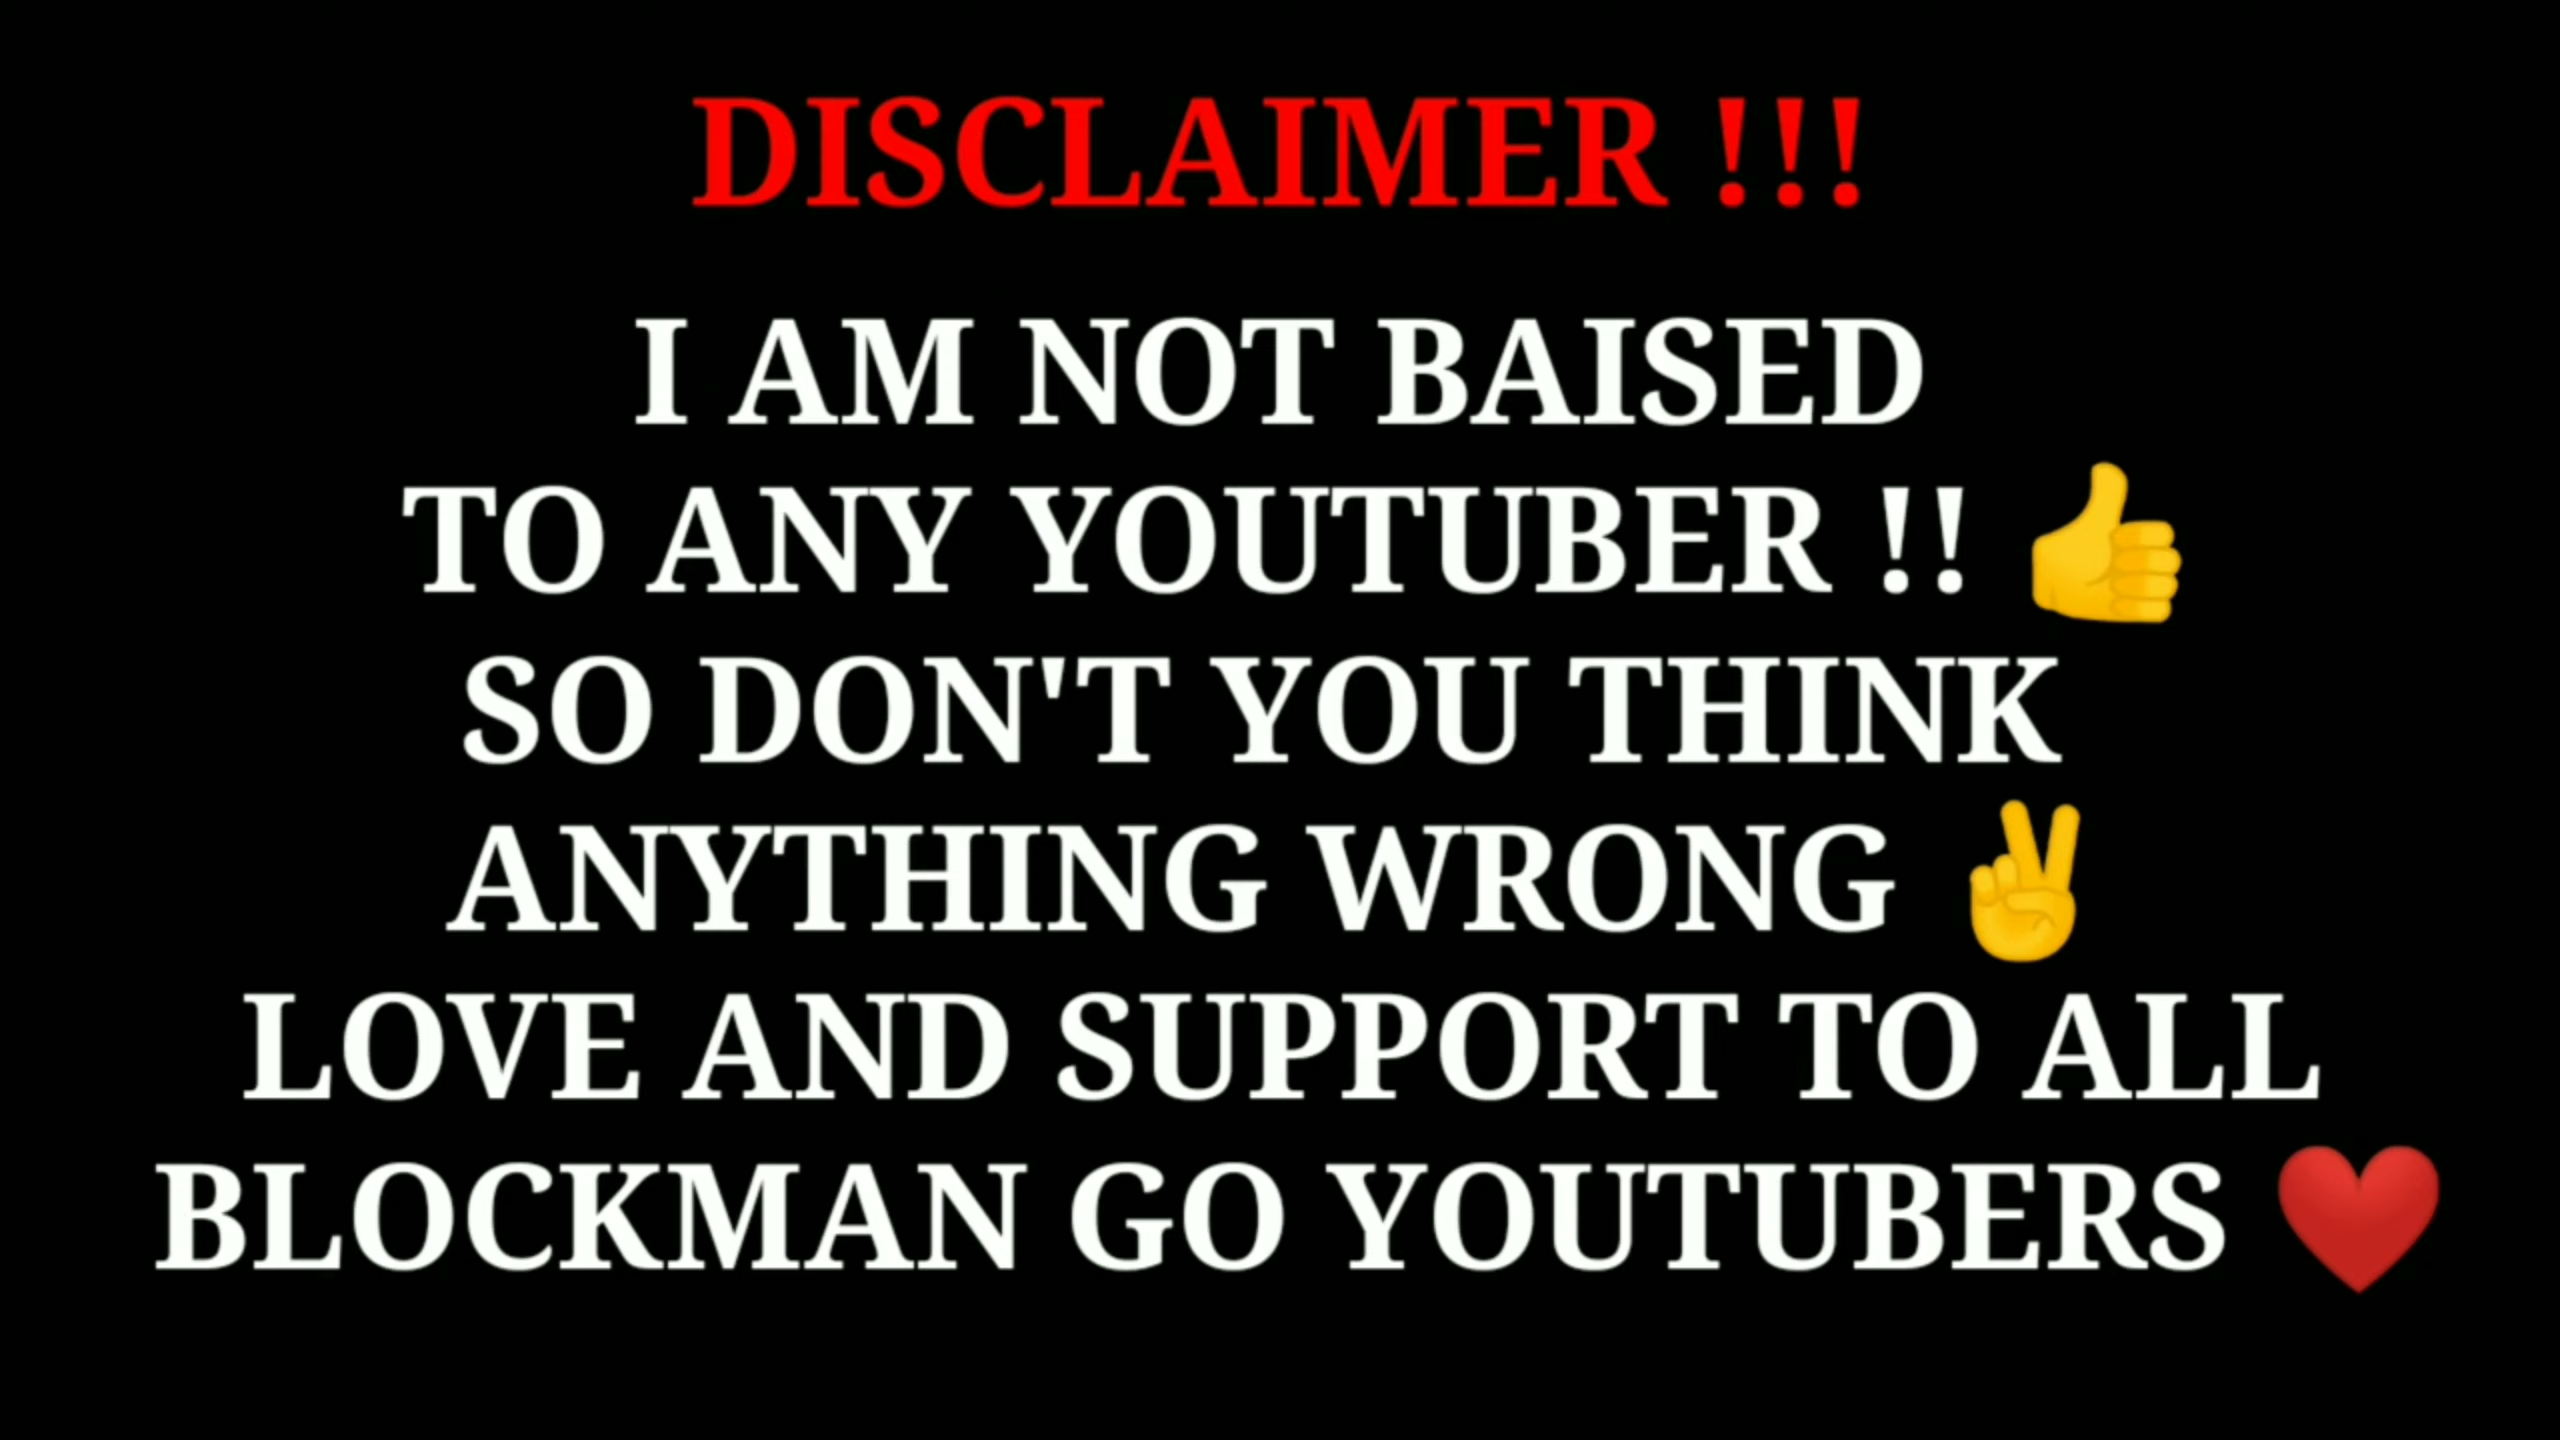 DISCLAIMER !!!
I AM NOT BAISED
TO ANY YOUTUBER !! 👍
SO DON'T YOU THINK
ANYTHING WRONG ✌
LOVE AND SUPPORT TO ALL
BLOCKMAN GO YOUTUBERS ❤